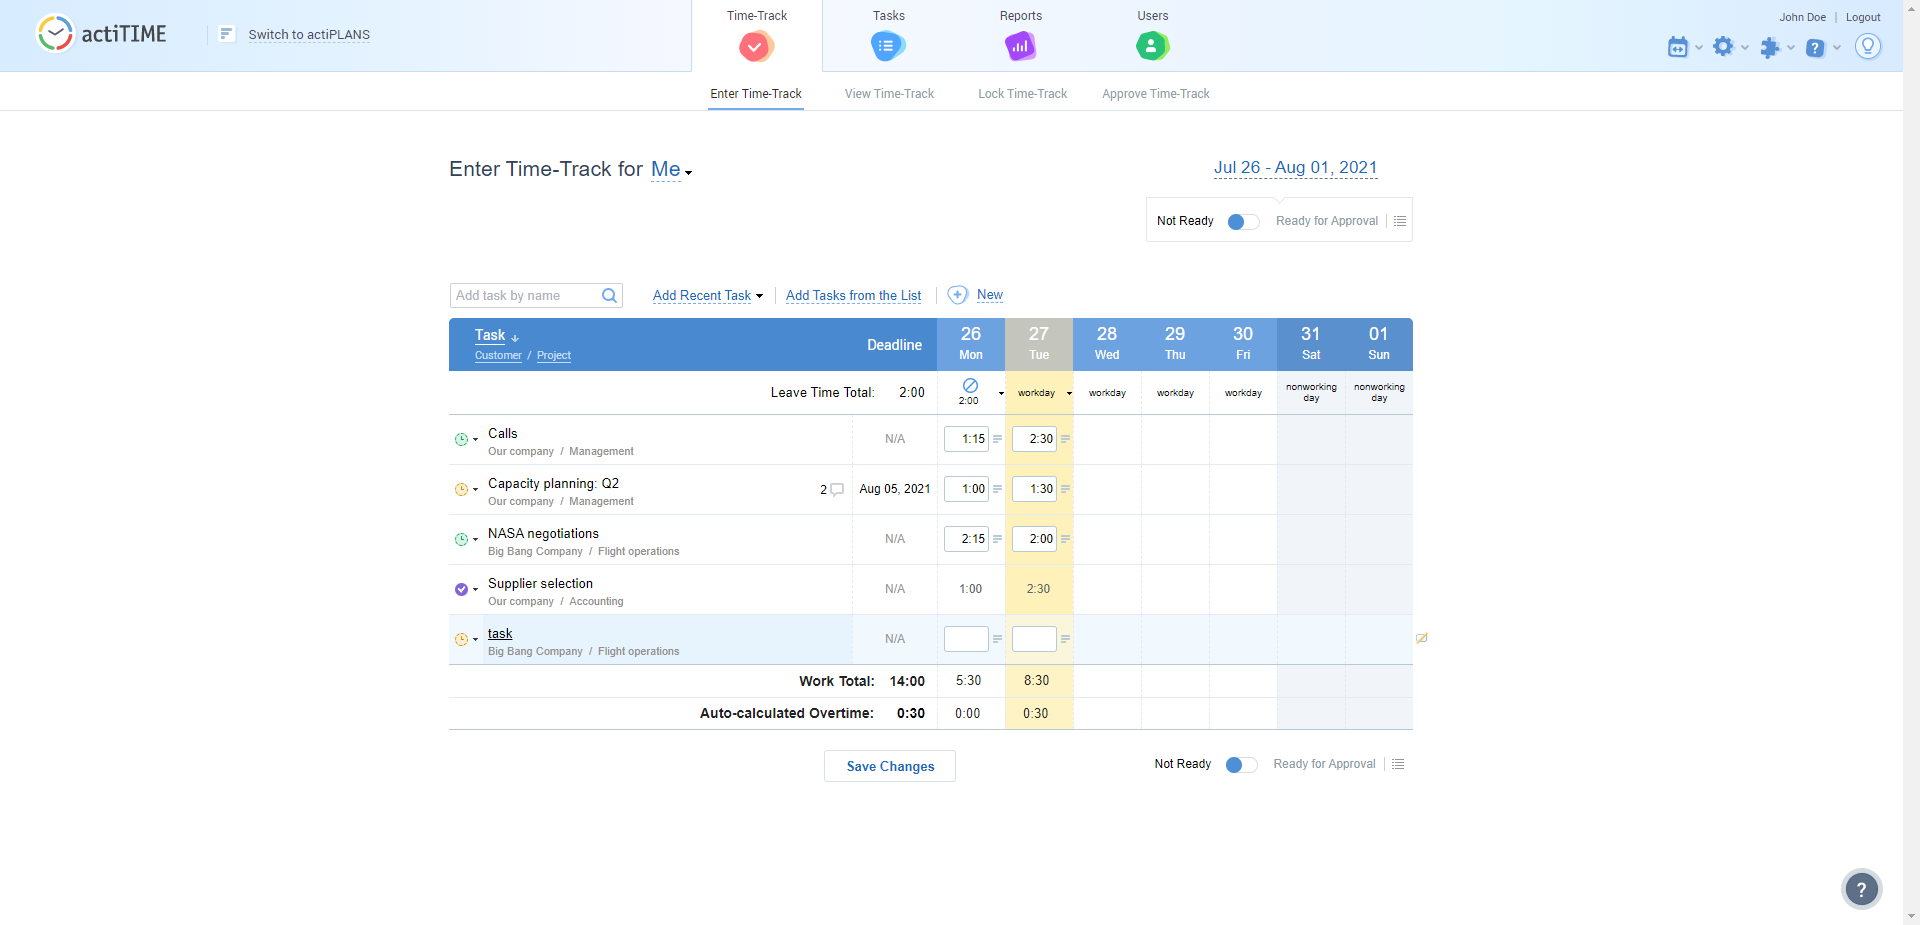 actiTIME
Switch to actiPLANS
Time-Track
Tasks
Reports
Users
John Doe | Logout
Enter Time-Track
View Time-Track
Lock Time-Track
Approve Time-Track
Enter Time-Track for Me
Jul 26 - Aug 01, 2021
Not Ready
Ready for Approval
Add task by name
Add Recent Task
Add Tasks from the List
New
Task
Customer / Project
Deadline
26 Mon
27 Tue
28 Wed
29 Thu
30 Fri
31 Sat
01 Sun
Leave Time Total: 2:00
2:00
workday
workday
workday
workday
nonworking day
nonworking day
Calls
Our company / Management
N/A
1:15
2:30
Capacity planning: Q2
Our company / Management
2
Aug 05, 2021
1:00
1:30
NASA negotiations
Big Bang Company / Flight operations
N/A
2:15
2:00
Supplier selection
Our company / Accounting
N/A
1:00
2:30
task
Big Bang Company / Flight operations
N/A
Work Total: 14:00
5:30
8:30
Auto-calculated Overtime: 0:30
0:00
0:30
Save Changes
Not Ready
Ready for Approval
?